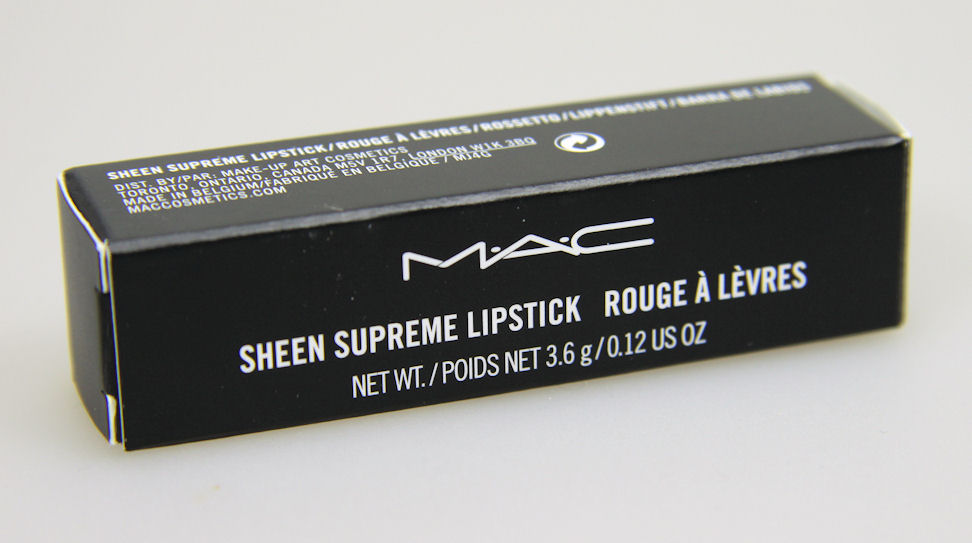 SHEEN SUPREME LIPSTICK/ROUGE À LÈVRES/ROSSETTO/LIPPENSTIFT/BARRA DE LABIOS
DIST. BY/PAR: MAKE-UP ART COSMETICS
TORONTO, ONTARIO, CANADA M5V 1R7, LONDON W1K 3BQ
MADE IN BELGIUM/FABRIQUÉ EN BELGIQUE / MJ4G
MACCOSMETICS.COM
M·A·C
SHEEN SUPREME LIPSTICK ROUGE À LÈVRES
NET WT. / POIDS NET 3.6 g/0.12 US OZ